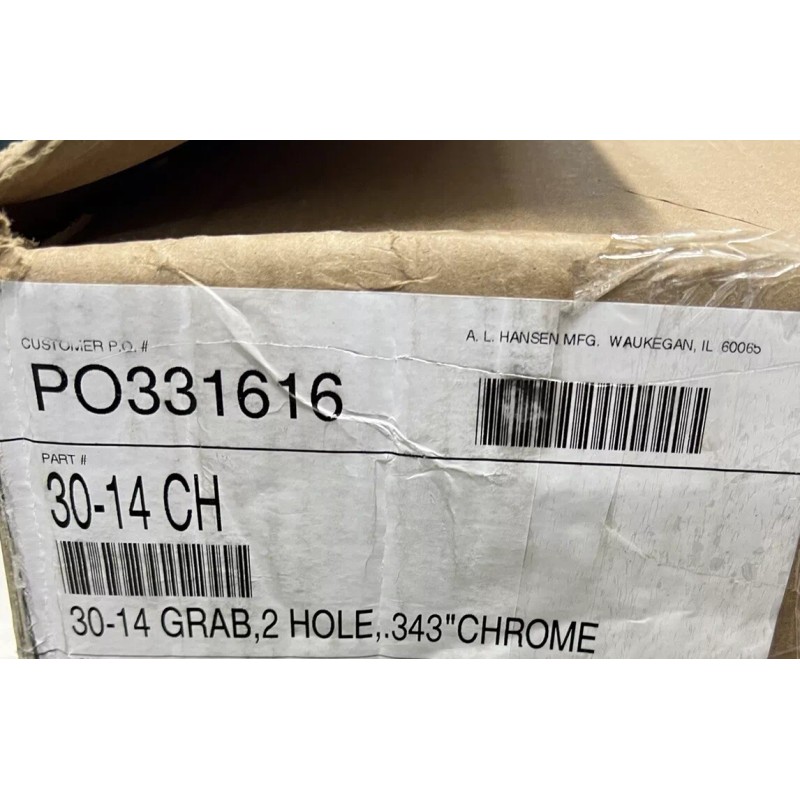 CUSTOMER P.O. #
A. L. HANSEN MFG. WAUKEGAN, IL 60065
PO331616
PART #
30-14 CH
30-14 GRAB,2 HOLE,.343"CHROME